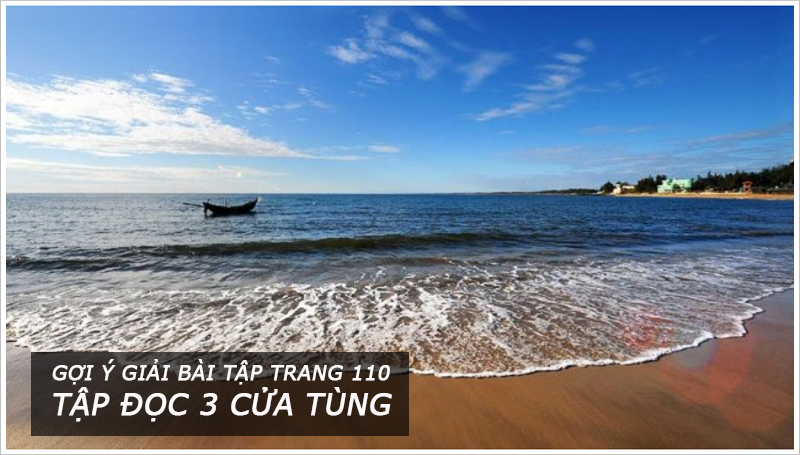 GỢI Ý GIẢI BÀI TẬP TRANG 110
TẬP ĐỌC 3 CỬA TÙNG